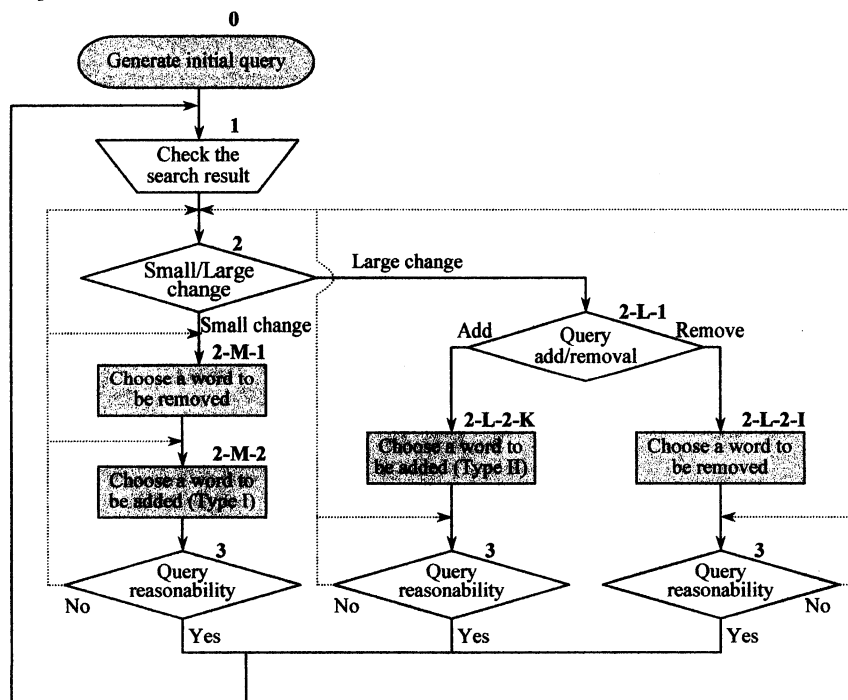 0
Generate initial query
1
Check the
search result
2
Small/Large
change
Large change
Small change
2-L-1
Add
Query
add/removal
Remove
2-M-1
Choose a word to
be removed
2-M-2
Choose a word to
be added (Type I)
2-L-2-K
Choose a word to
be added (Type II)
2-L-2-I
Choose a word to
be removed
3
Query
reasonability
No
Yes
3
Query
reasonability
No
Yes
3
Query
reasonability
No
Yes